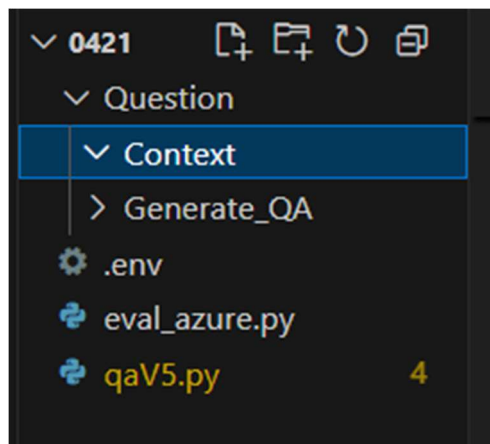 0421
Question
Context
Generate_QA
.env
eval_azure.py
qaV5.py 4